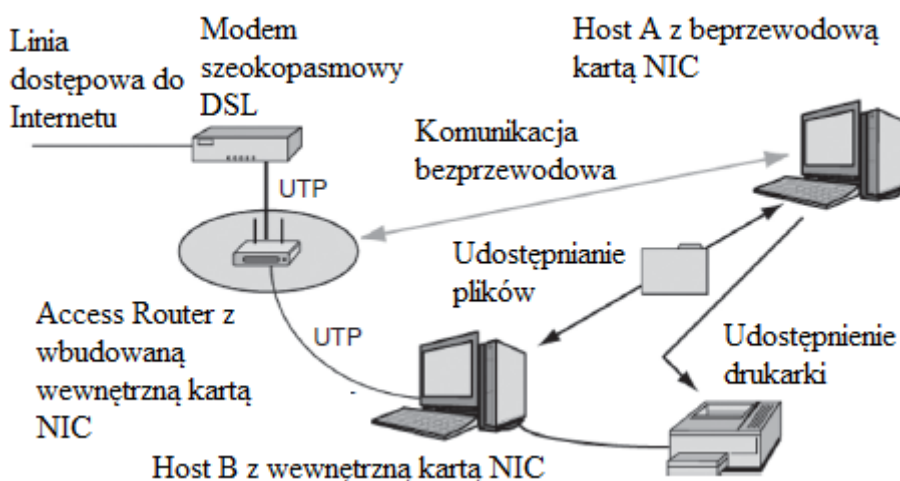 Linia
dostępowa do
Internetu
Modem
szeokopasmowy
DSL
Host A z beprzewodową
kartą NIC
Komunikacja
bezprzewodowa
UTP
Udostępnianie
plików
Access Router z
wbudowaną
wewnętrzną kartą
NIC
UTP
Udostępnienie
drukarki
Host B z wewnętrzną kartą NIC